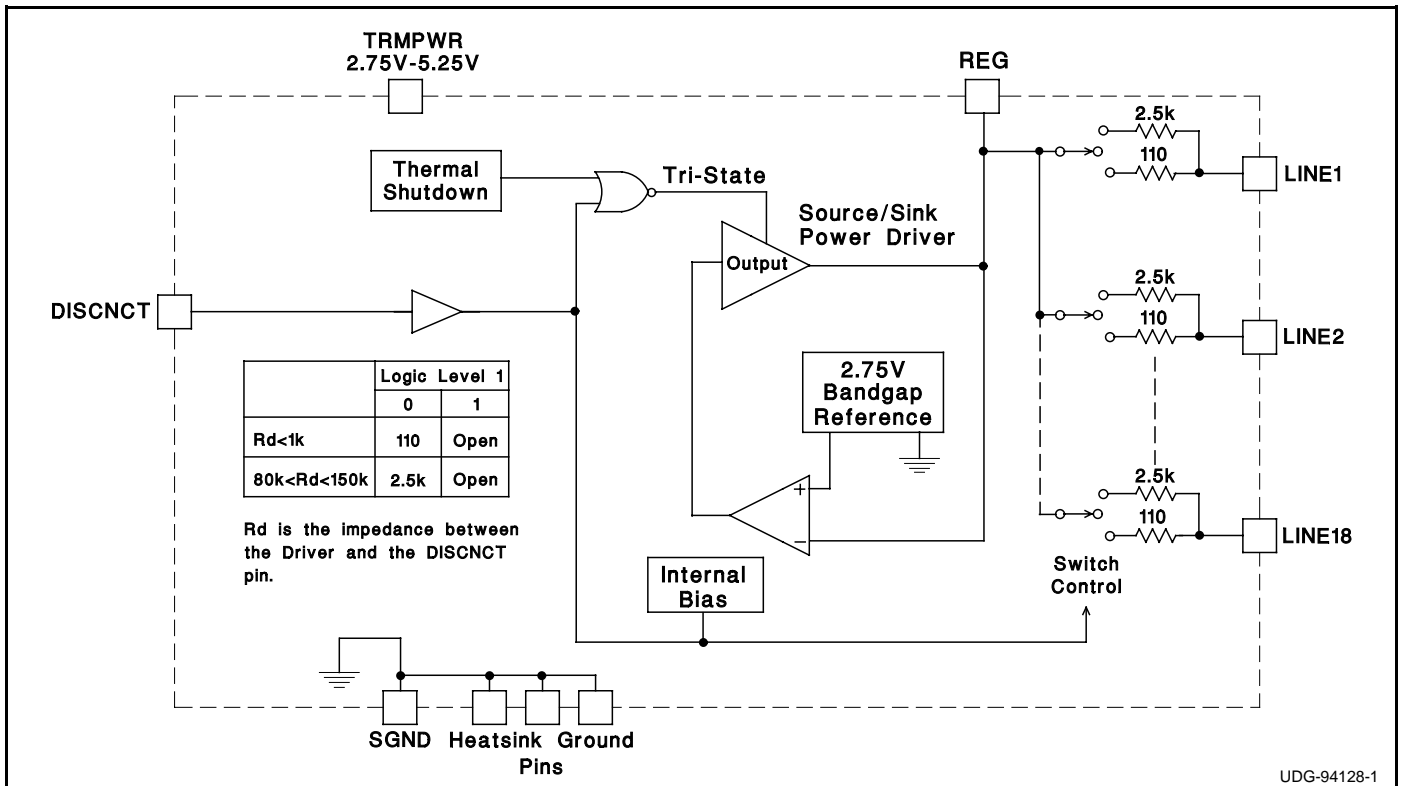 TRMPWR
2.75V-5.25V
REG
2.5k
110
LINE1
Thermal
Shutdown
Tri-State
Source/Sink
Power Driver
Output
DISCNCT
2.5k
110
LINE2
Logic Level 1
0 1
Rd<1k 110 Open
80k<Rd<150k 2.5k Open
Rd is the impedance between
the Driver and the DISCNCT
pin.
2.75V
Bandgap
Reference
+
−
2.5k
110
LINE18
Switch
Control
Internal
Bias
SGND Heatsink Ground
Pins
UDG-94128-1